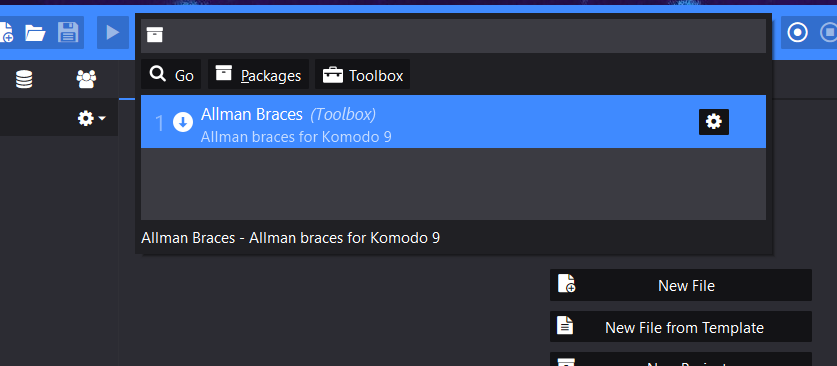 Go Packages Toolbox
1 Allman Braces (Toolbox)
Allman braces for Komodo 9
Allman Braces - Allman braces for Komodo 9
New File
New File from Template